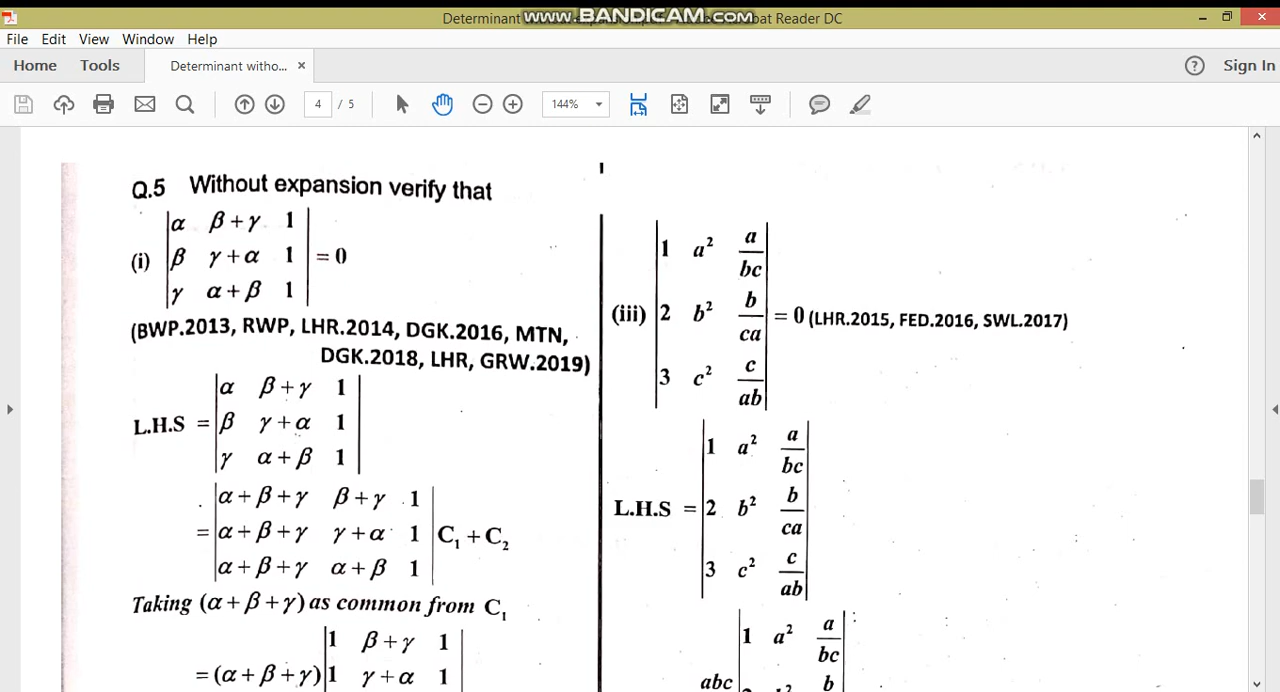 Determinant www.BANDICAM.com bat Reader DC
File Edit View Window Help
Home Tools Determinant witho... × ? Sign In
4 / 5 144%
Q.5 Without expansion verify that
(i) |α β+γ 1|
|β γ+α 1| = 0
|γ α+β 1|
(BWP.2013, RWP, LHR.2014, DGK.2016, MTN,
DGK.2018, LHR, GRW.2019)
L.H.S = |α β+γ 1|
|β γ+α 1|
|γ α+β 1|
= |α+β+γ β+γ 1|
|α+β+γ γ+α 1| C₁ + C₂
|α+β+γ α+β 1|
Taking (α+β+γ) as common from C₁
= (α+β+γ) |1 β+γ 1|
|1 γ+α 1|
(iii) |1 a² a/bc|
|2 b² b/ca| = 0 (LHR.2015, FED.2016, SWL.2017)
|3 c² c/ab|
L.H.S = |1 a² a/bc|
|2 b² b/ca|
|3 c² c/ab|
abc |1 a² a/bc|
b